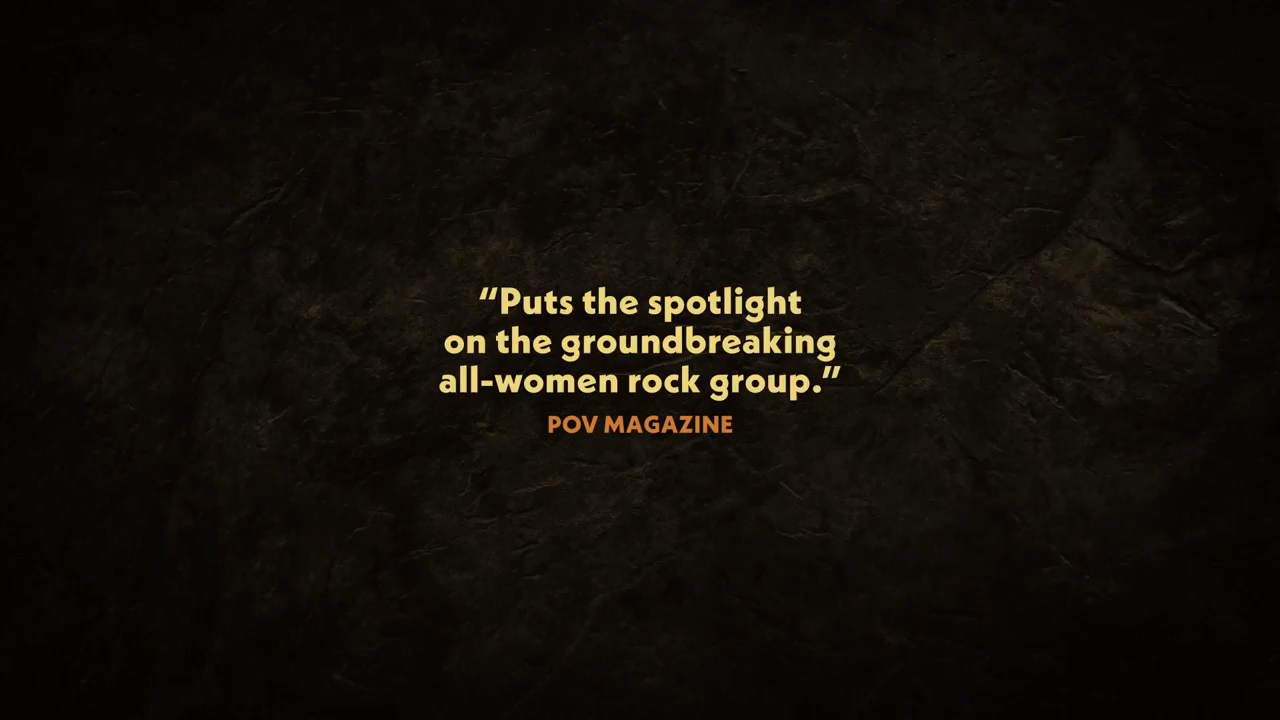 “Puts the spotlight
on the groundbreaking
all-women rock group.”
POV MAGAZINE